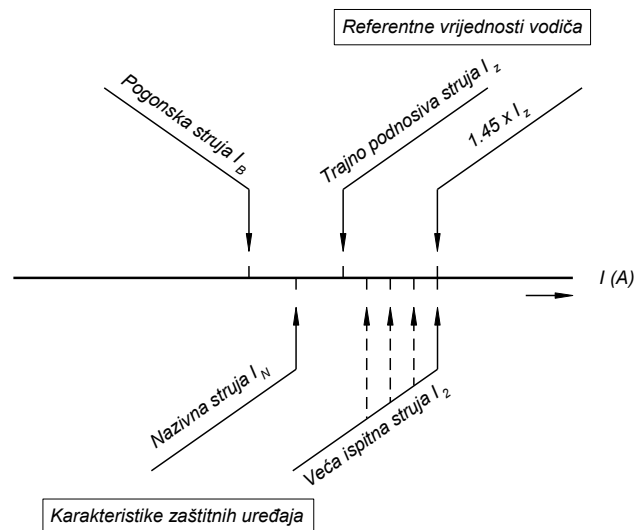 Referentne vrijednosti vodiča
Pogonska struja I_B
Trajno podnosiva struja I_z
1.45 x I_z
I (A)
Nazivna struja I_N
Veća ispitna struja I_2
Karakteristike zaštitnih uređaja